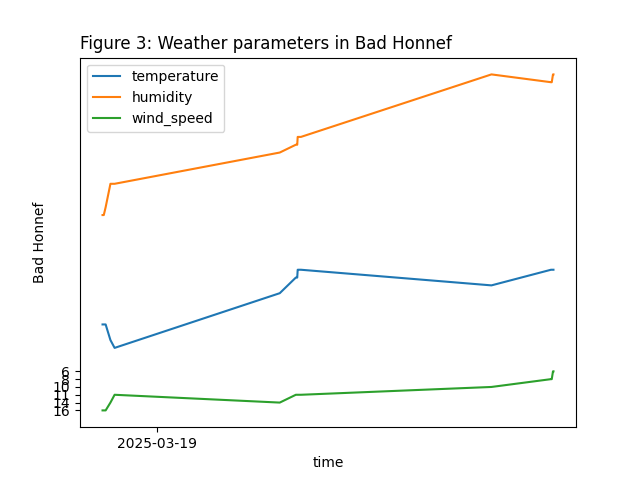 Figure 3: Weather parameters in Bad Honnef
temperature
humidity
wind_speed
Bad Honnef
6
8
10
11
14
16
2025-03-19
time